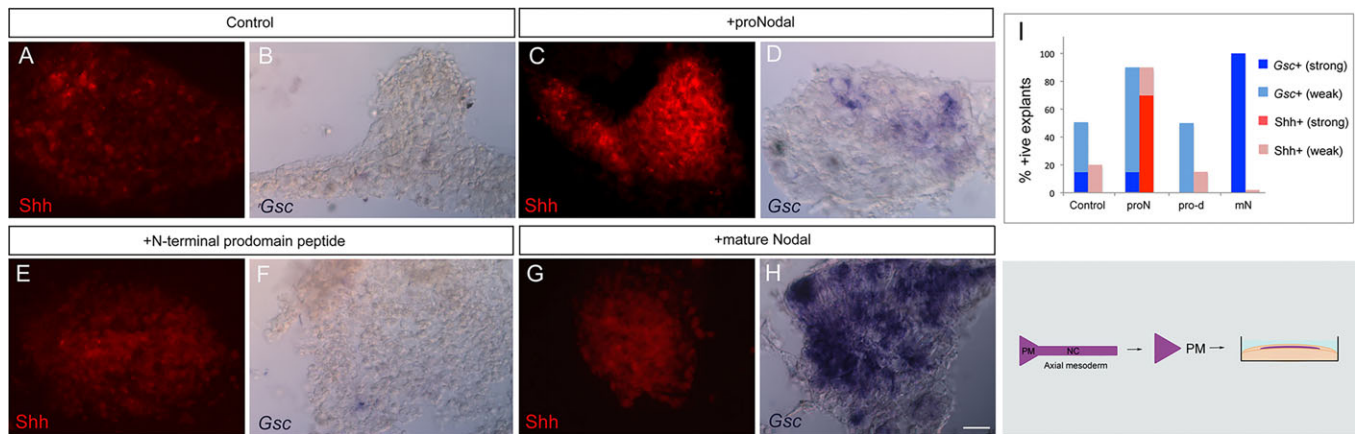 Control
+proNodal
A
B
C
D
Shh
Gsc
Shh
Gsc
+N-terminal prodomain peptide
+mature Nodal
E
F
G
H
Shh
Gsc
Shh
Gsc
I
% +ive explants
100
80
60
40
20
0
Control proN pro-d mN
Gsc+ (strong)
Gsc+ (weak)
Shh+ (strong)
Shh+ (weak)
PM NC PM
Axial mesoderm